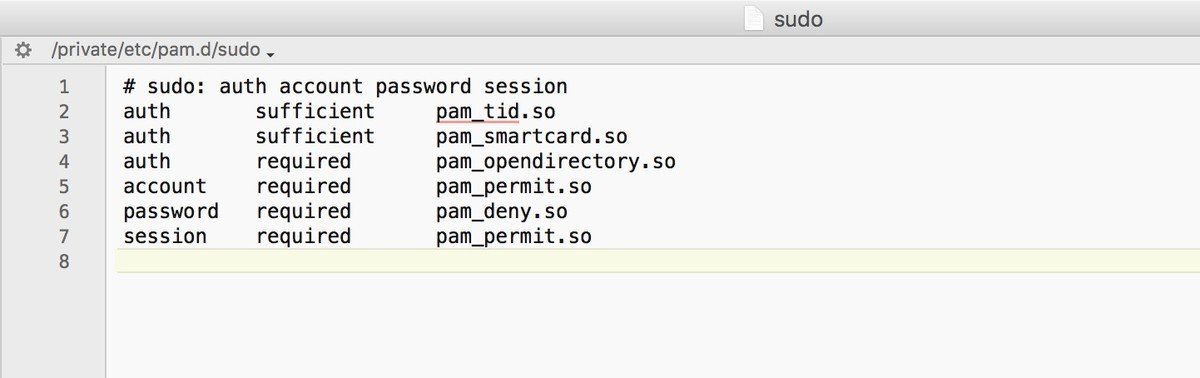 sudo
/private/etc/pam.d/sudo
1 # sudo: auth account password session
2 auth sufficient pam_tid.so
3 auth sufficient pam_smartcard.so
4 auth required pam_opendirectory.so
5 account required pam_permit.so
6 password required pam_deny.so
7 session required pam_permit.so
8